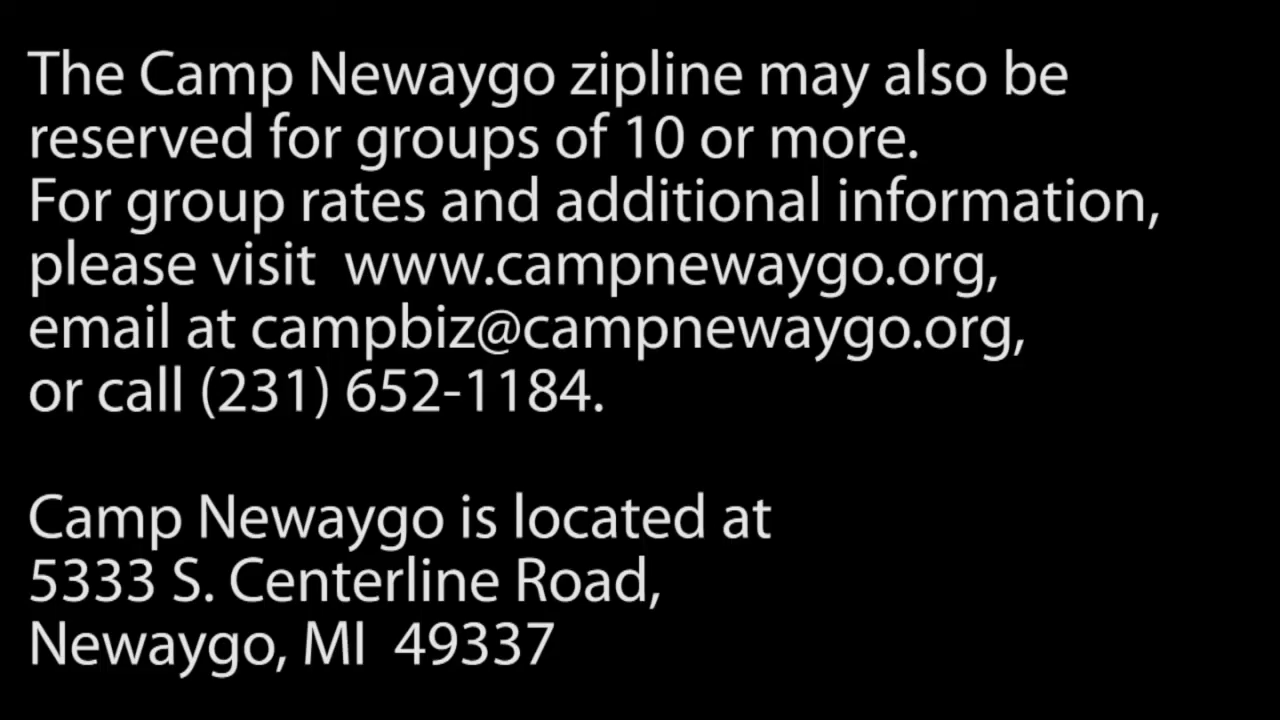 The Camp Newaygo zipline may also be
reserved for groups of 10 or more.
For group rates and additional information,
please visit  www.campnewaygo.org,
email at campbiz@campnewaygo.org,
or call (231) 652-1184.
Camp Newaygo is located at
5333 S. Centerline Road,
Newaygo, MI  49337